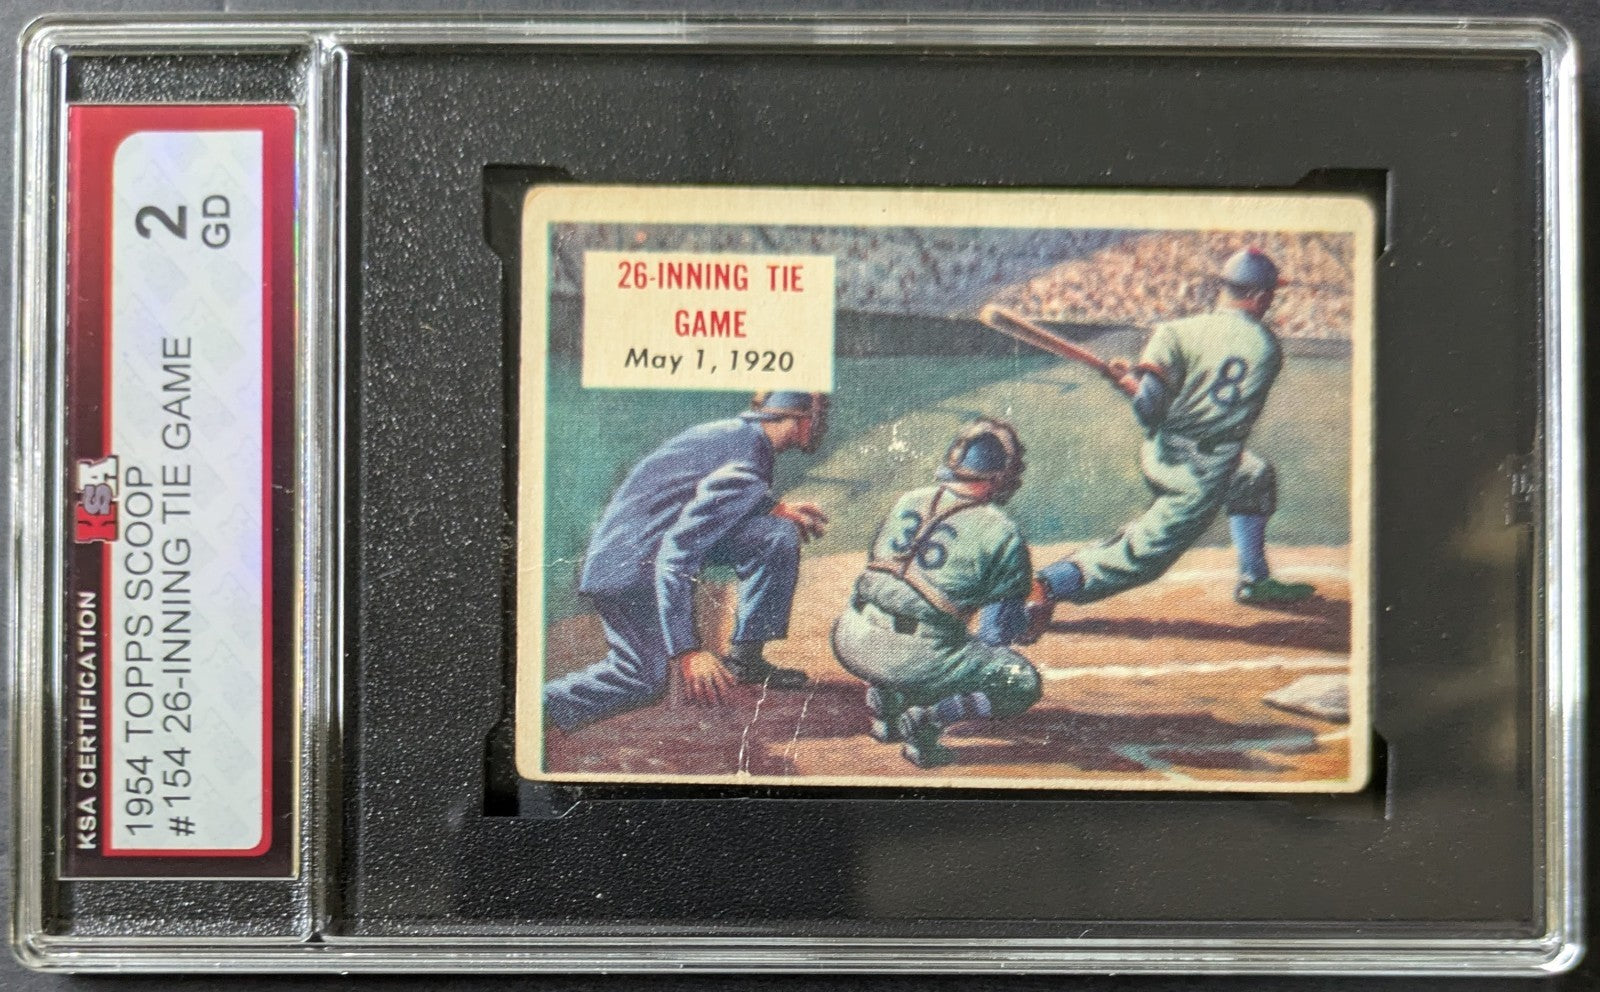 KSA CERTIFICATION
KSA
1954 TOPPS SCOOP
#154 26-INNING TIE GAME
2
GD
26-INNING TIE
GAME
May 1, 1920
8
36